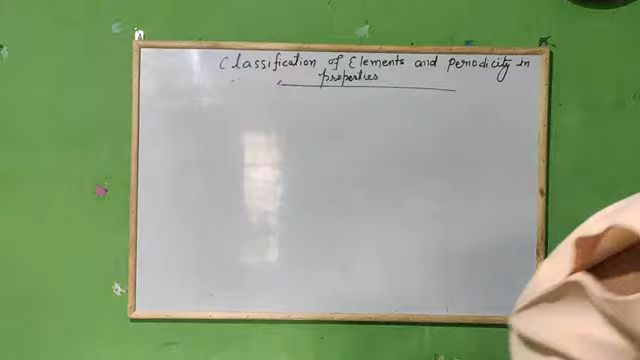 Classification of Elements and periodicity in
properties